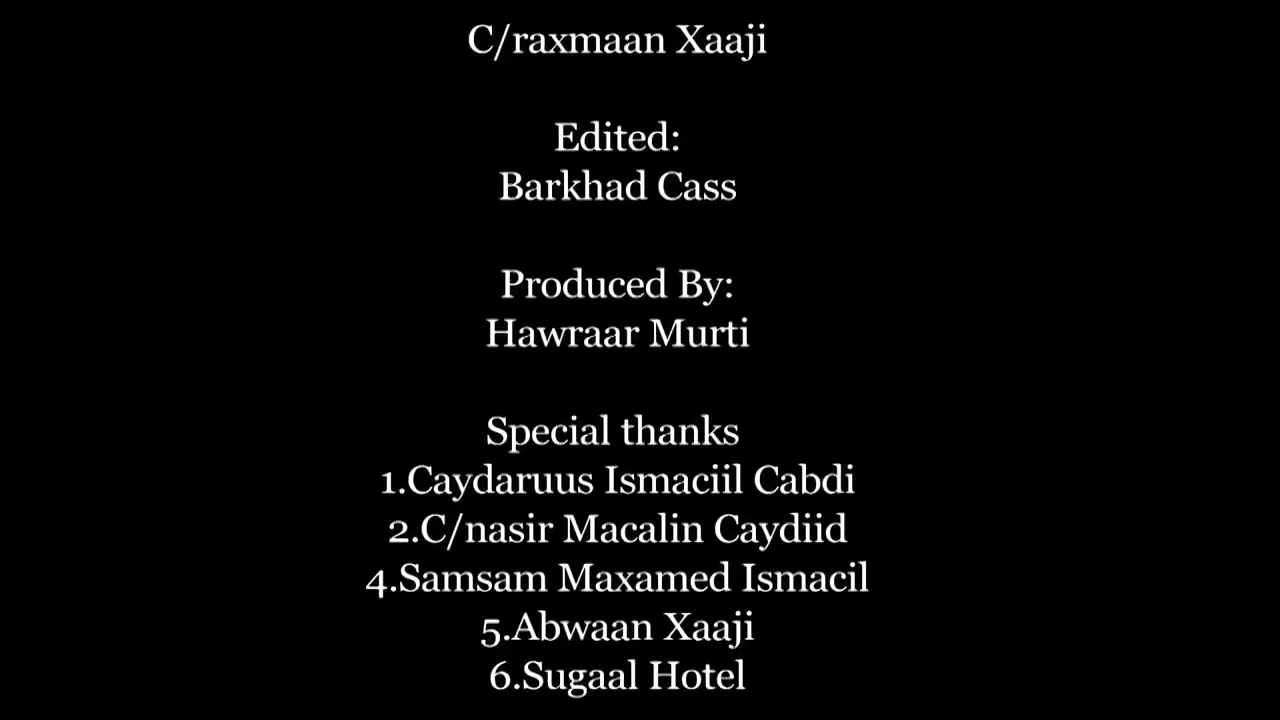 C/raxmaan Xaaji
Edited:
Barkhad Cass
Produced By:
Hawraar Murti
Special thanks
1.Caydaruus Ismaciil Cabdi
2.C/nasir Macalin Caydiid
4.Samsam Maxamed Ismacil
5.Abwaan Xaaji
6.Sugaal Hotel